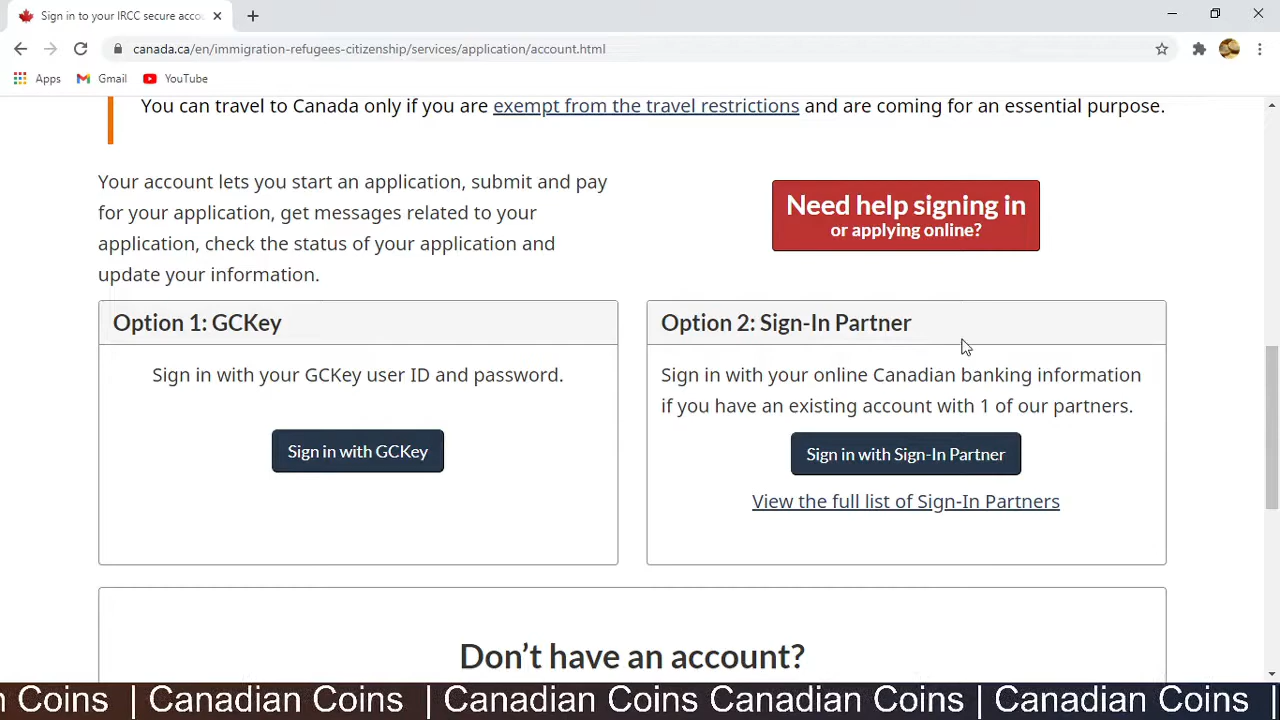 Sign in to your IRCC secure acco
canada.ca/en/immigration-refugees-citizenship/services/application/account.html
Apps Gmail YouTube
You can travel to Canada only if you are exempt from the travel restrictions and are coming for an essential purpose.
Your account lets you start an application, submit and pay
for your application, get messages related to your
application, check the status of your application and
update your information.
Need help signing in
or applying online?
Option 1: GCKey
Sign in with your GCKey user ID and password.
Sign in with GCKey
Option 2: Sign-In Partner
Sign in with your online Canadian banking information
if you have an existing account with 1 of our partners.
Sign in with Sign-In Partner
View the full list of Sign-In Partners
Don’t have an account?
n Coins | Canadian Coins | Canadian Coins Canadian Coins | Canadian Coins |